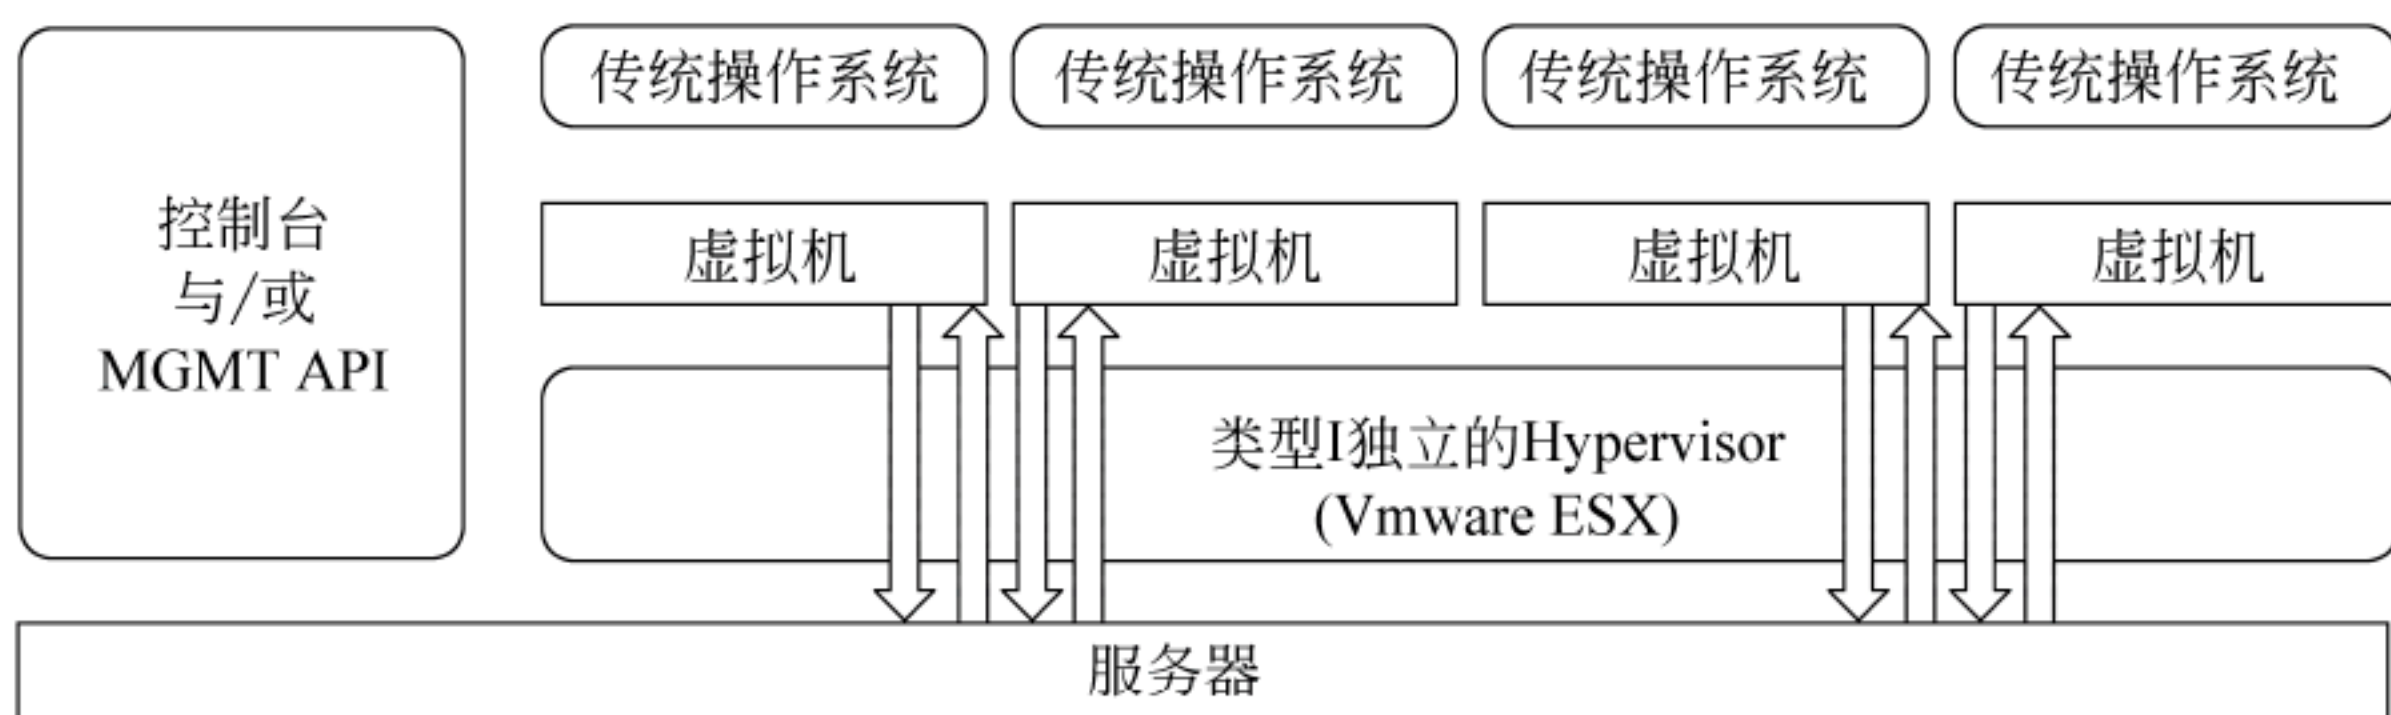 控制台
与/或
MGMT API
传统操作系统
传统操作系统
传统操作系统
传统操作系统
虚拟机
虚拟机
虚拟机
虚拟机
类型I独立的Hypervisor
(Vmware ESX)
服务器